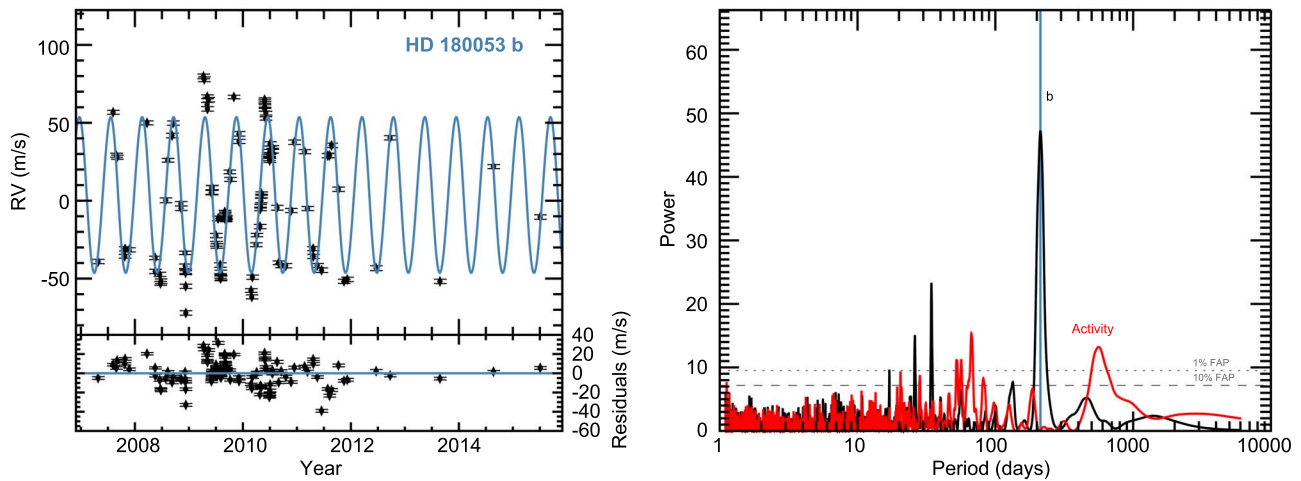 HD 180053 b
100
50
0
-50
RV (m/s)
40
20
0
-20
-40
-60
Residuals (m/s)
2008
2010
2012
2014
Year
60
50
40
30
20
10
0
Power
b
Activity
1% FAP
10% FAP
1
10
100
1000
10000
Period (days)